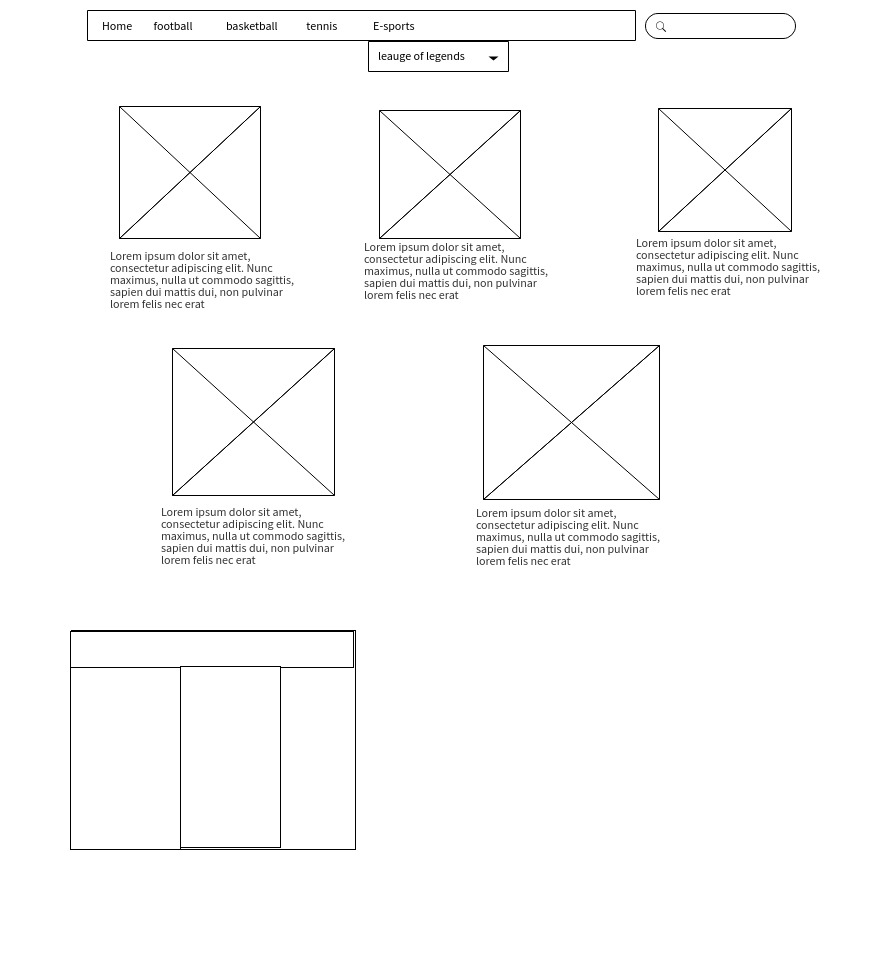 Home football basketball tennis E-sports
leauge of legends
Lorem ipsum dolor sit amet,
consectetur adipiscing elit. Nunc
maximus, nulla ut commodo sagittis,
sapien dui mattis dui, non pulvinar
lorem felis nec erat
Lorem ipsum dolor sit amet,
consectetur adipiscing elit. Nunc
maximus, nulla ut commodo sagittis,
sapien dui mattis dui, non pulvinar
lorem felis nec erat
Lorem ipsum dolor sit amet,
consectetur adipiscing elit. Nunc
maximus, nulla ut commodo sagittis,
sapien dui mattis dui, non pulvinar
lorem felis nec erat
Lorem ipsum dolor sit amet,
consectetur adipiscing elit. Nunc
maximus, nulla ut commodo sagittis,
sapien dui mattis dui, non pulvinar
lorem felis nec erat
Lorem ipsum dolor sit amet,
consectetur adipiscing elit. Nunc
maximus, nulla ut commodo sagittis,
sapien dui mattis dui, non pulvinar
lorem felis nec erat